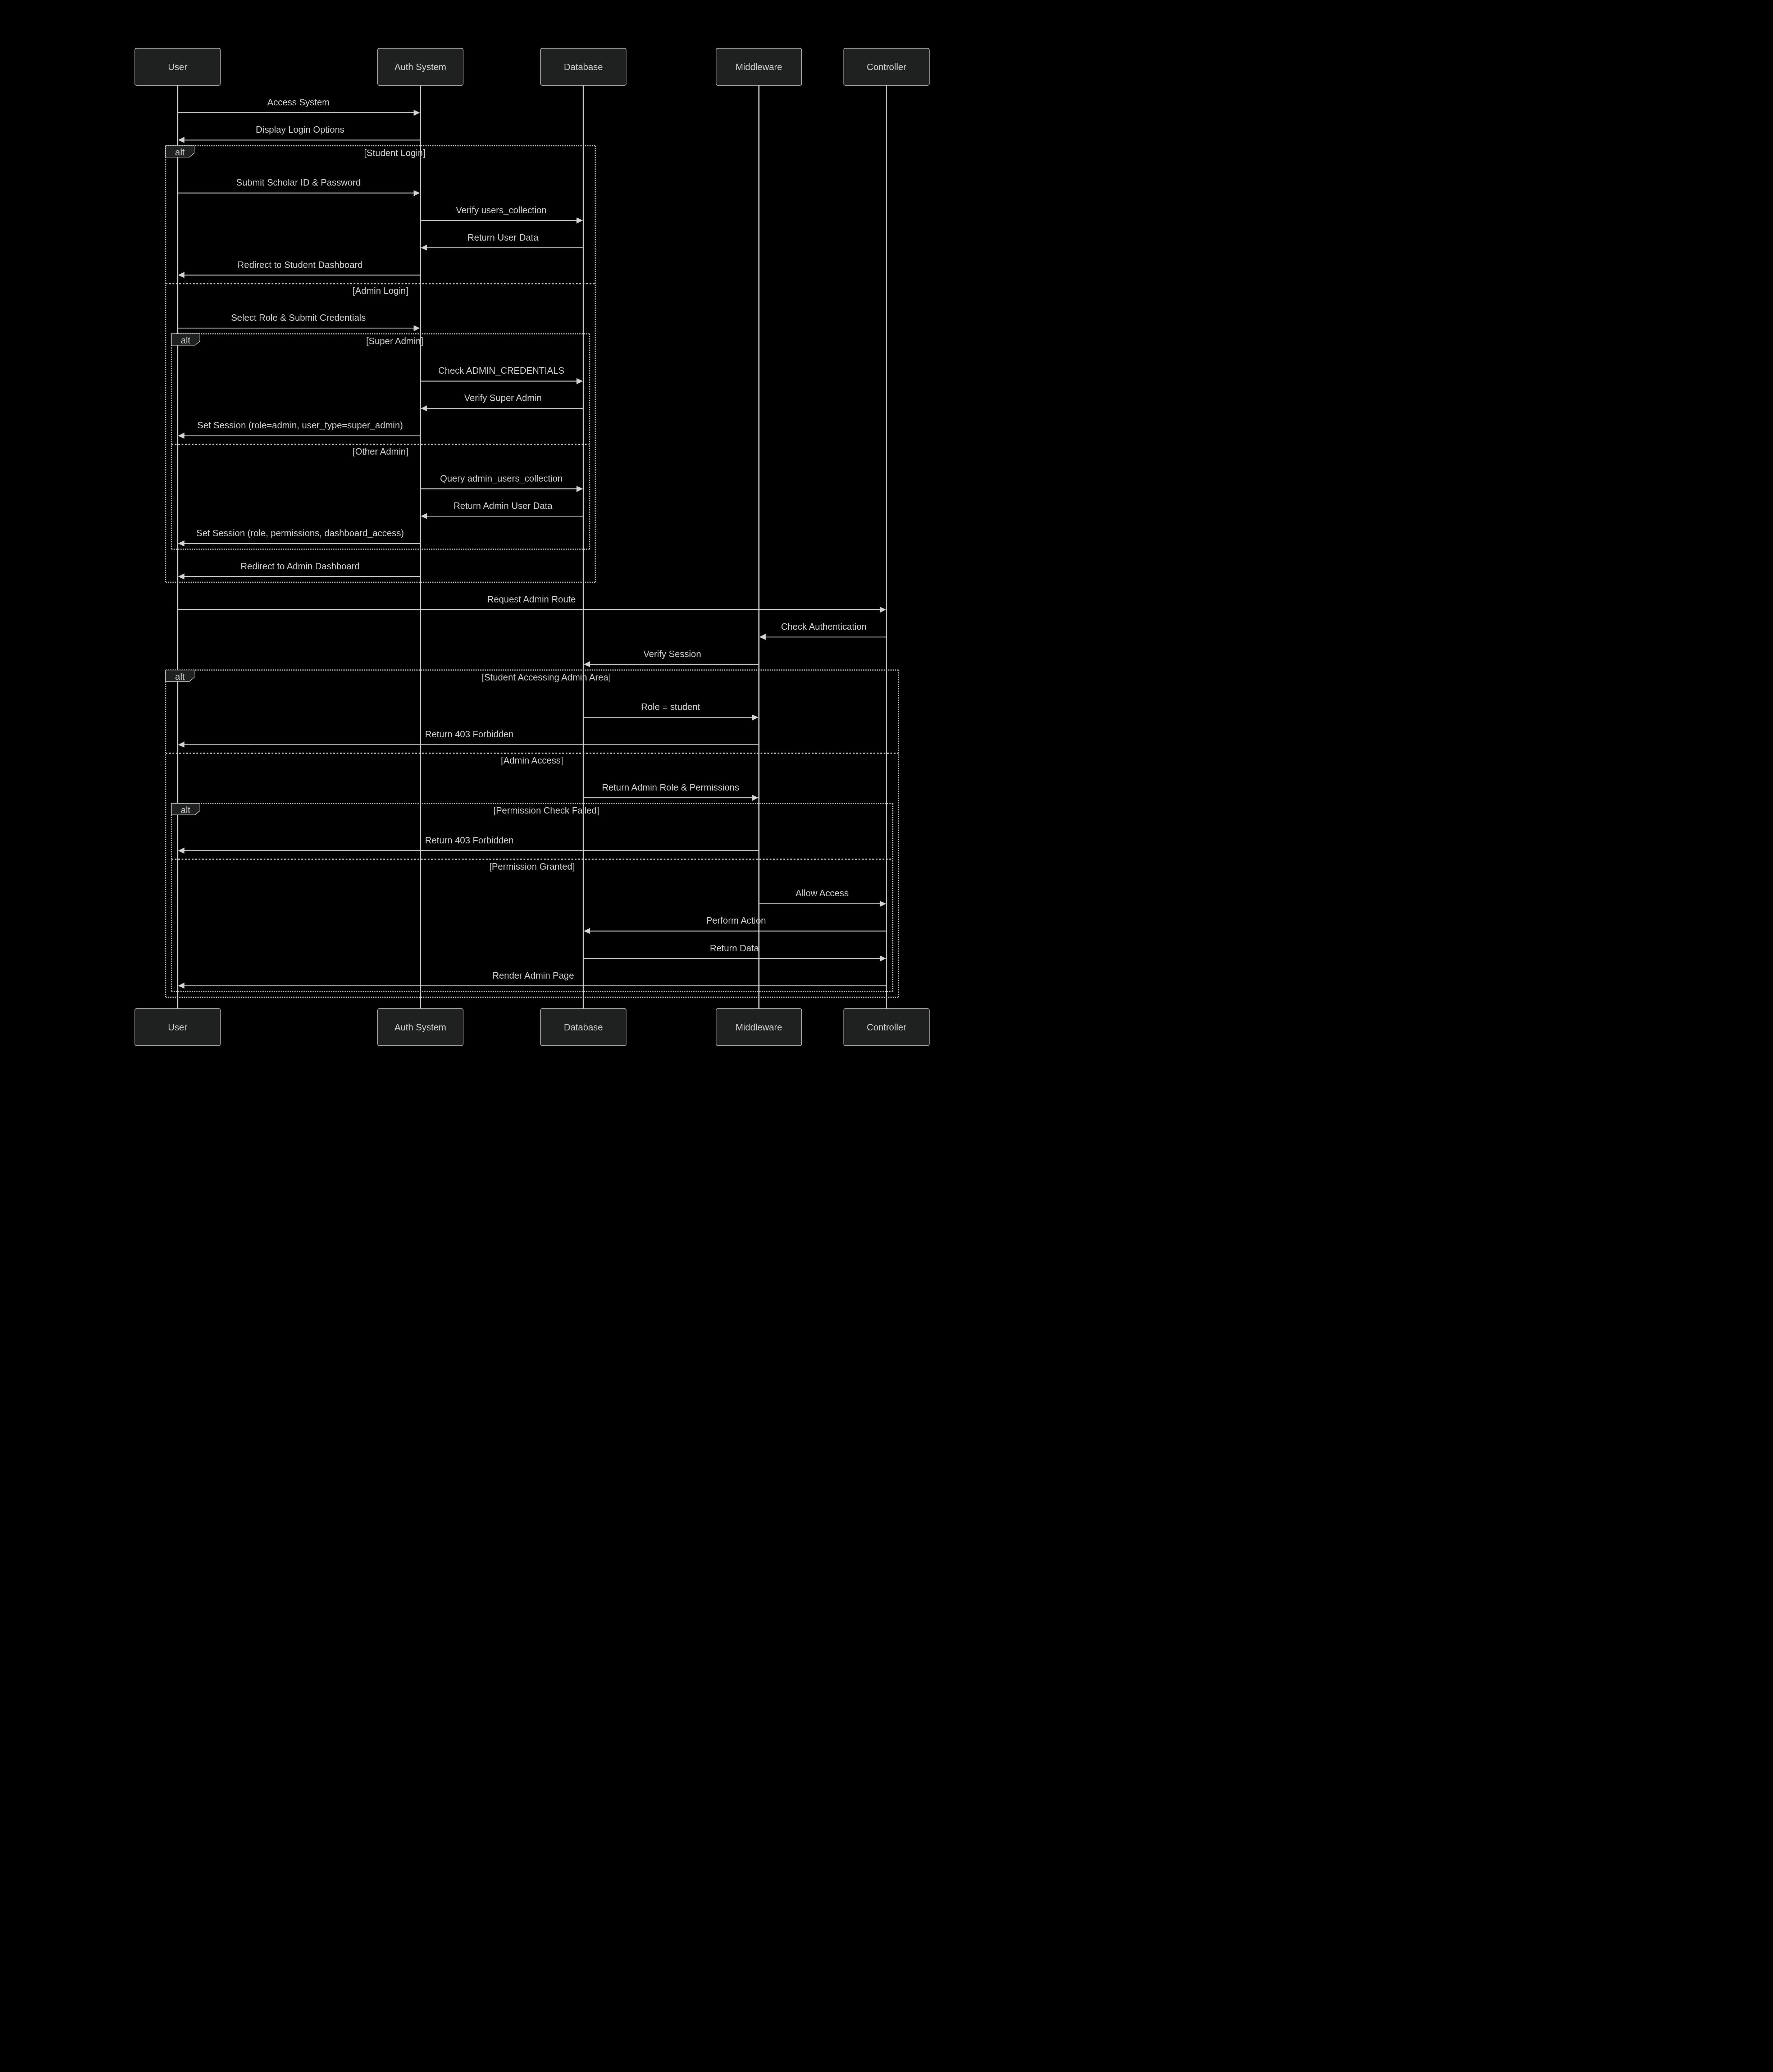 User
Auth System
Database
Middleware
Controller
Access System
Display Login Options
alt
[Student Login]
Submit Scholar ID & Password
Verify users_collection
Return User Data
Redirect to Student Dashboard
[Admin Login]
Select Role & Submit Credentials
alt
[Super Admin]
Check ADMIN_CREDENTIALS
Verify Super Admin
Set Session (role=admin, user_type=super_admin)
[Other Admin]
Query admin_users_collection
Return Admin User Data
Set Session (role, permissions, dashboard_access)
Redirect to Admin Dashboard
Request Admin Route
Check Authentication
Verify Session
alt
[Student Accessing Admin Area]
Role = student
Return 403 Forbidden
[Admin Access]
Return Admin Role & Permissions
alt
[Permission Check Failed]
Return 403 Forbidden
[Permission Granted]
Allow Access
Perform Action
Return Data
Render Admin Page
User
Auth System
Database
Middleware
Controller